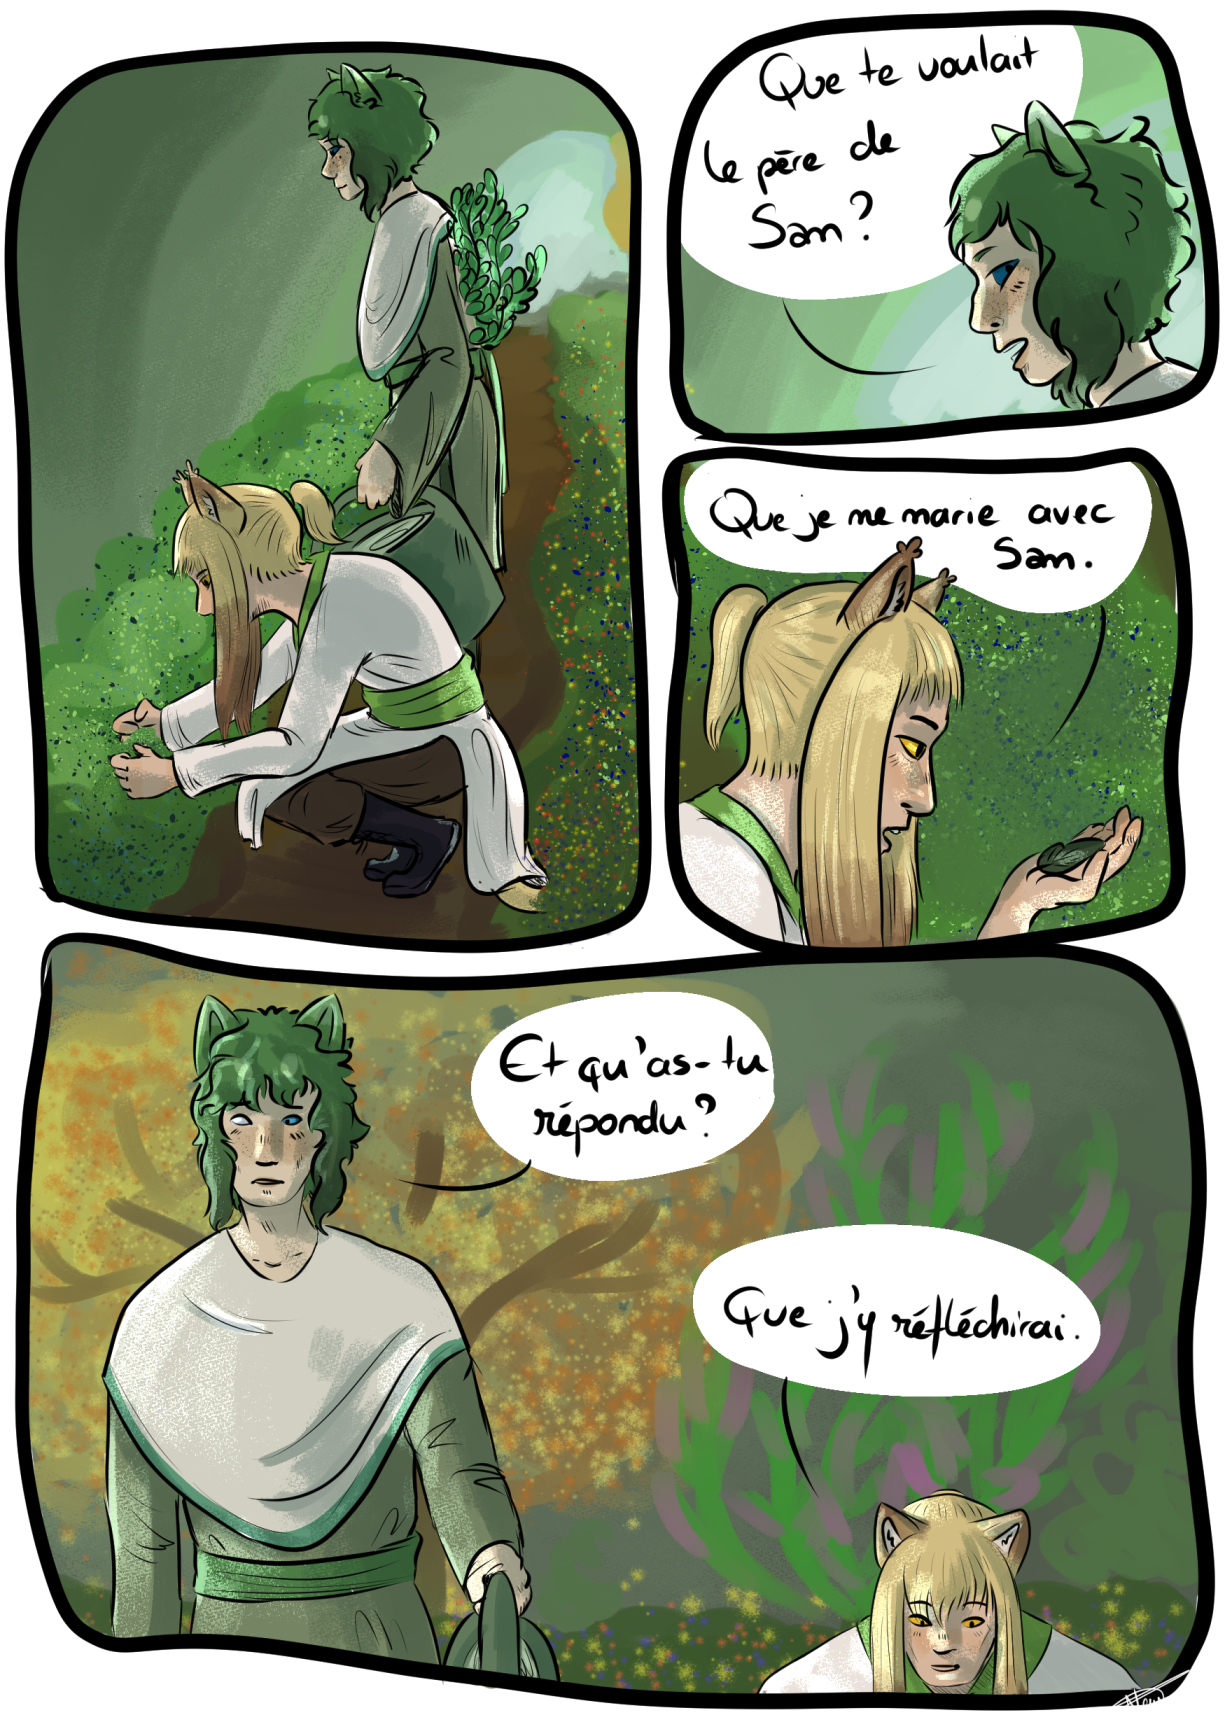 Que te voulait
le père de
San ?
Que je me marie avec
San.
Et qu'as-tu
répondu ?
Que j'y réfléchirai.